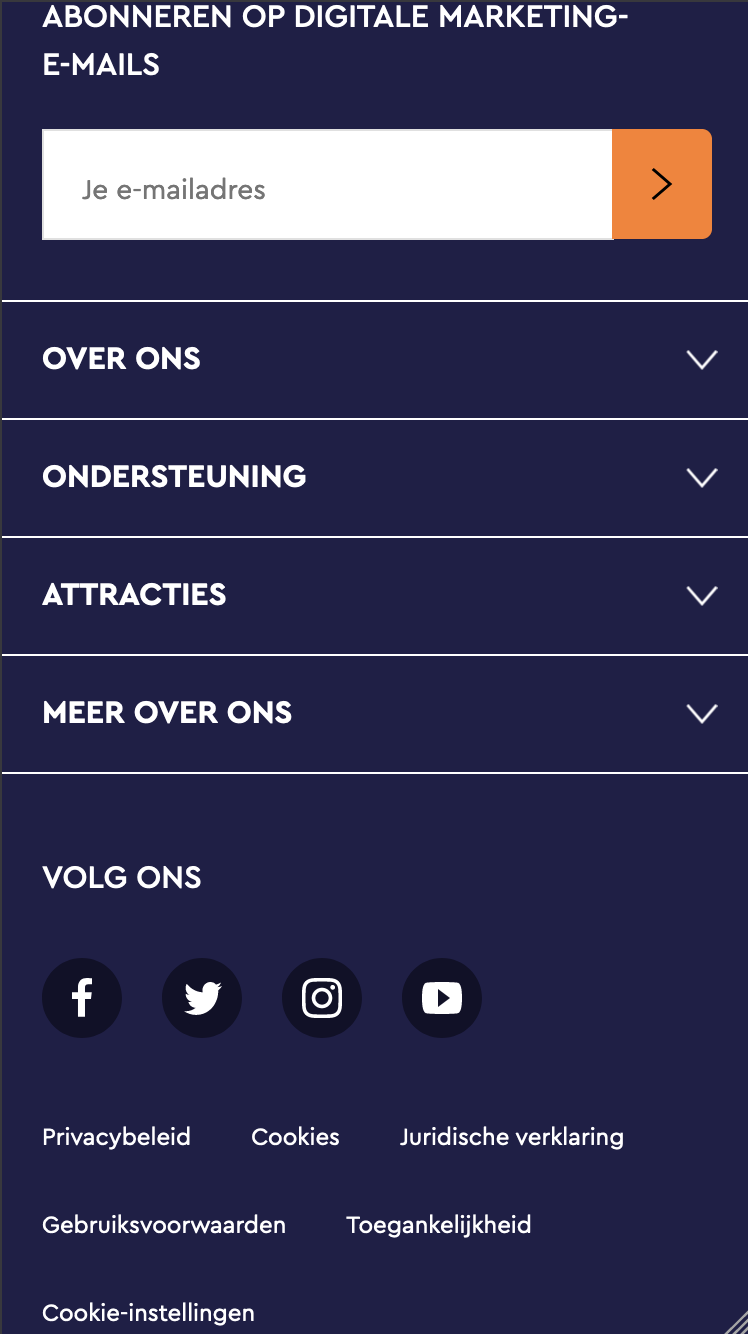 ABONNEREN OP DIGITALE MARKETING-
E-MAILS
Je e-mailadres
OVER ONS
ONDERSTEUNING
ATTRACTIES
MEER OVER ONS
VOLG ONS
Privacybeleid Cookies Juridische verklaring
Gebruiksvoorwaarden Toegankelijkheid
Cookie-instellingen